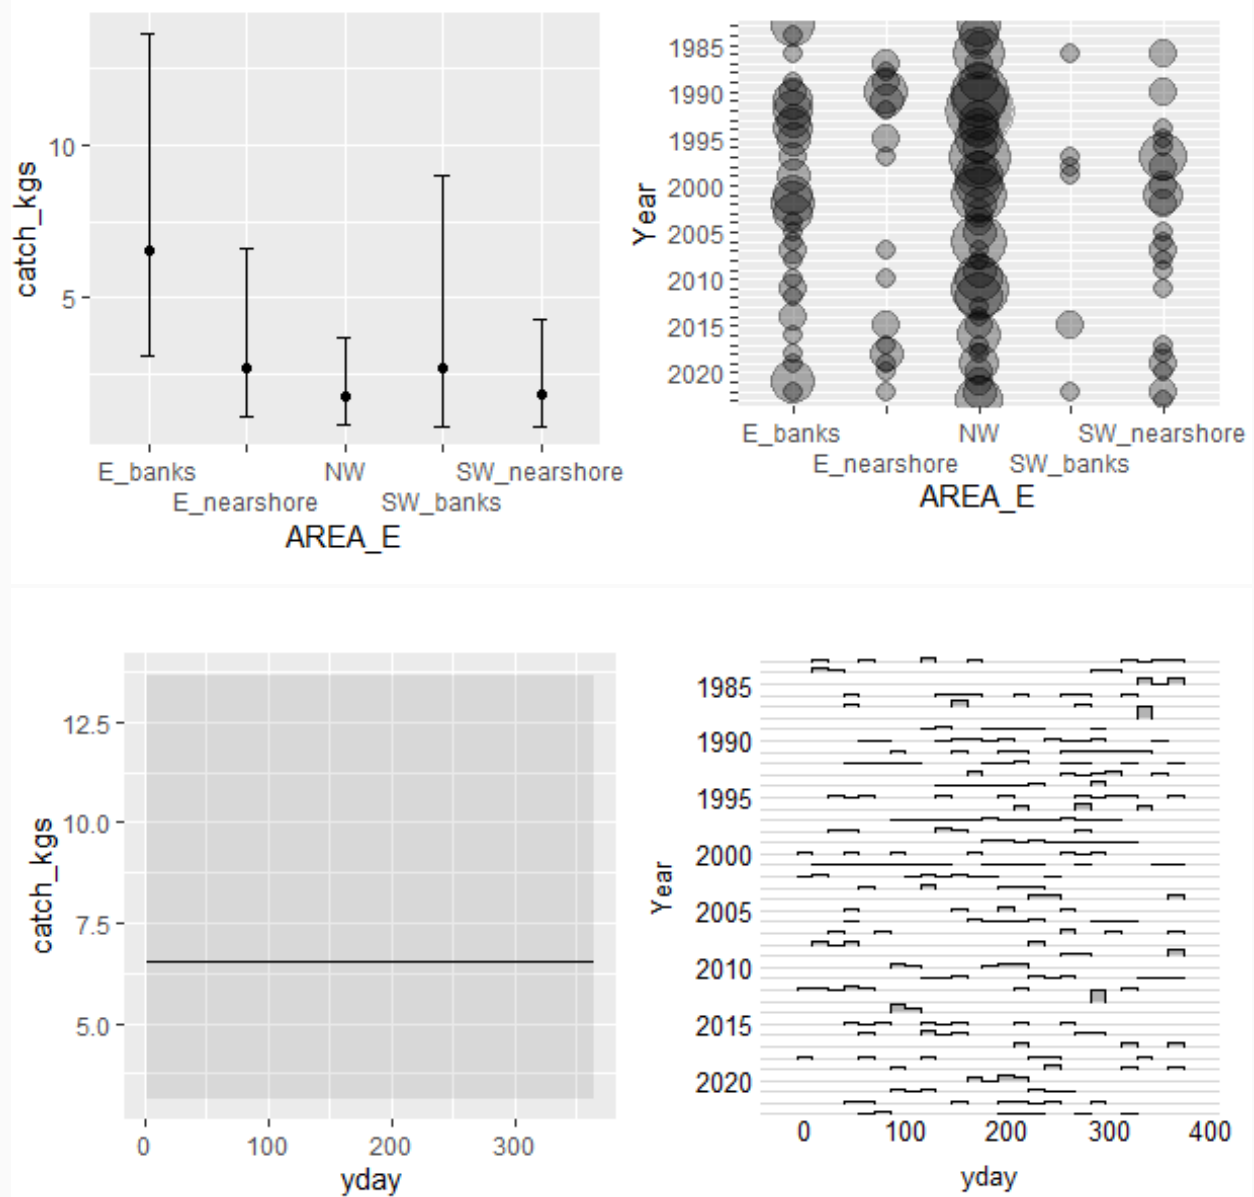 catch_kgs
10
5
E_banks
NW
SW_nearshore
E_nearshore
SW_banks
AREA_E
Year
1985
1990
1995
2000
2005
2010
2015
2020
E_banks
NW
SW_nearshore
E_nearshore
SW_banks
AREA_E
catch_kgs
12.5
10.0
7.5
5.0
0
100
200
300
yday
Year
1985
1990
1995
2000
2005
2010
2015
2020
0
100
200
300
400
yday